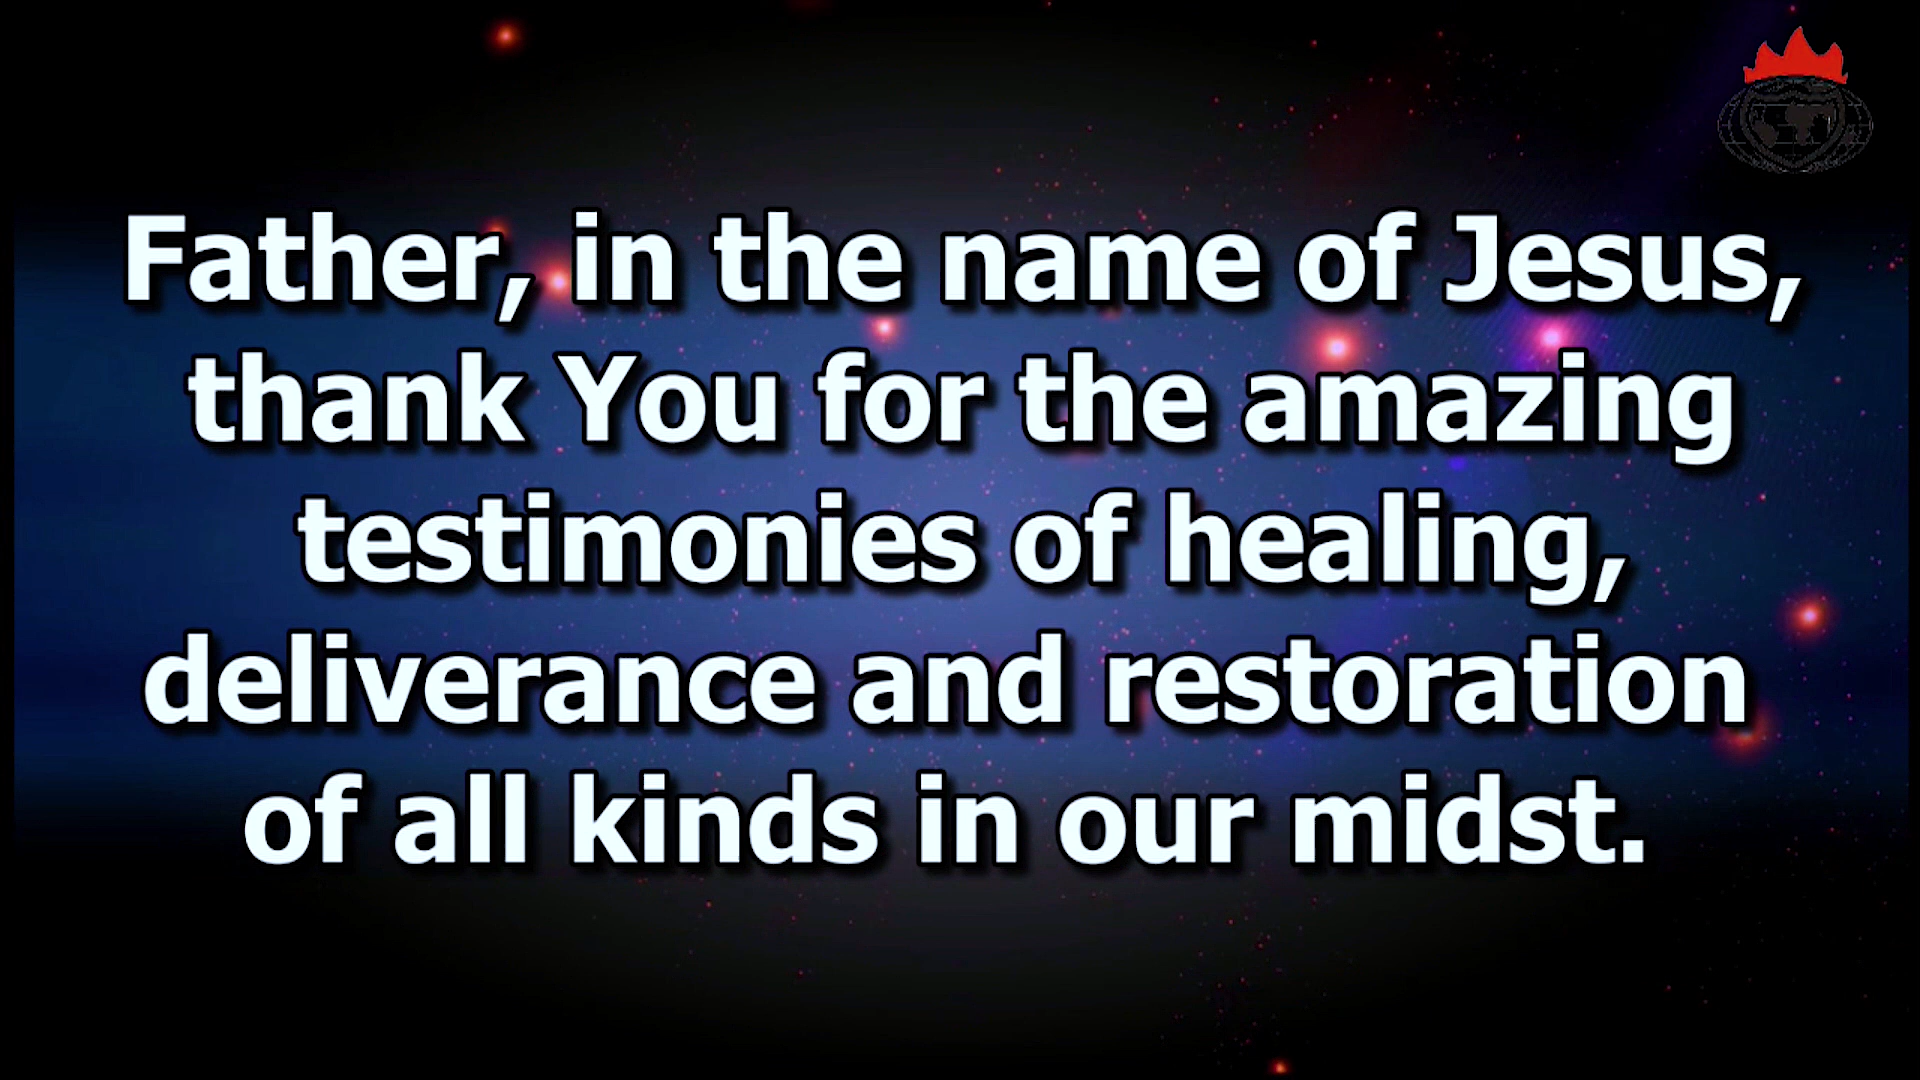 Father, in the name of Jesus,
thank You for the amazing
testimonies of healing,
deliverance and restoration
of all kinds in our midst.